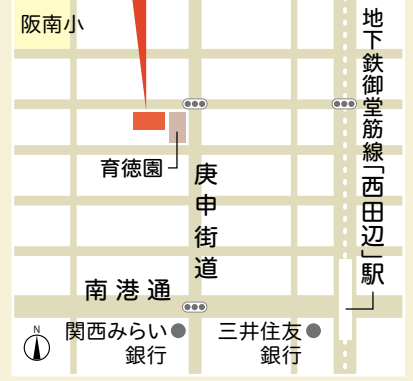 阪南小
地下鉄御堂筋線「西田辺」駅
育徳園
庚申街道
南港通
N
関西みらい
銀行
三井住友
銀行